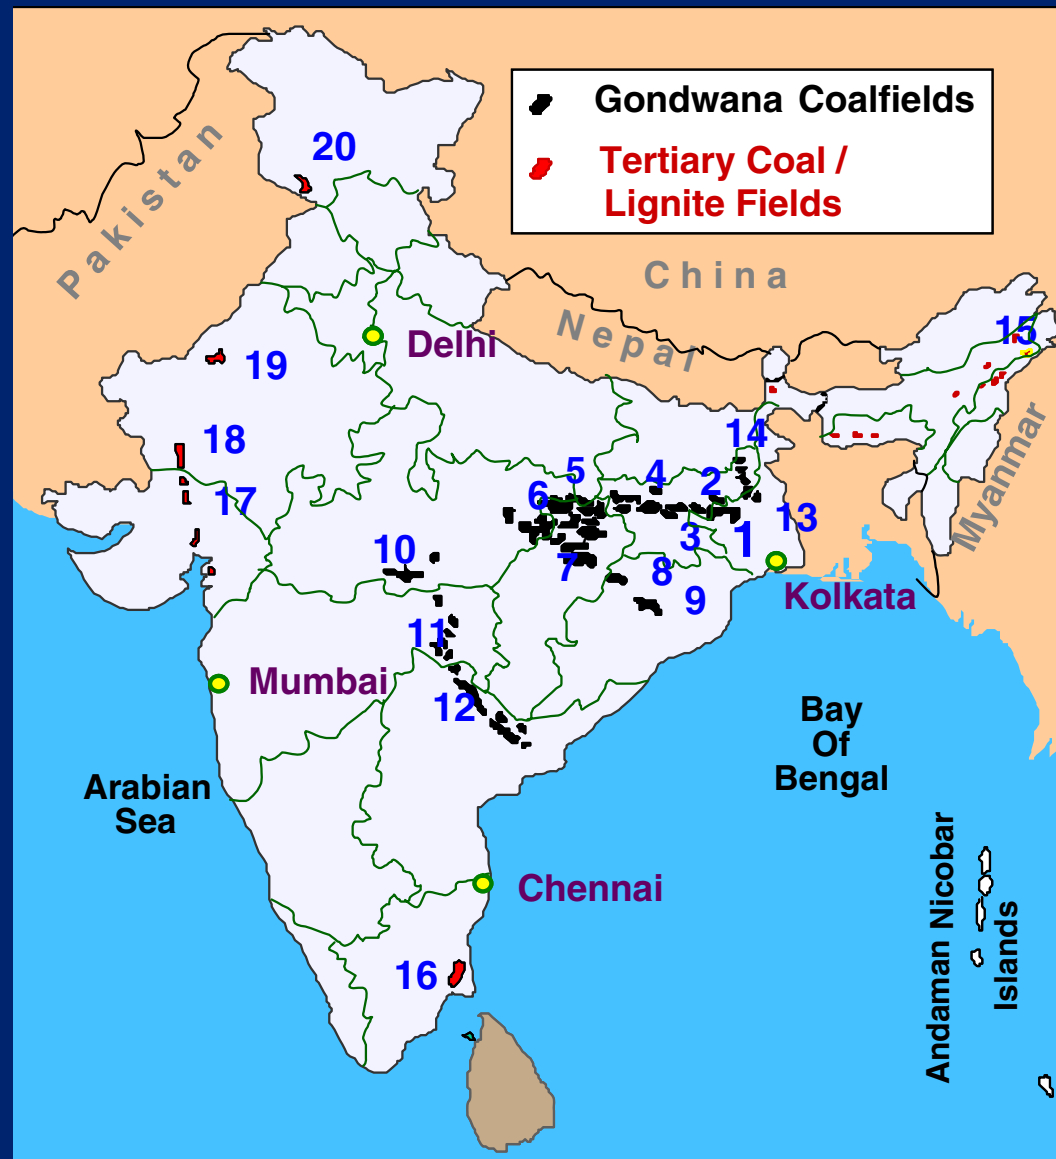 Gondwana Coalfields
Tertiary Coal /
Lignite Fields
20
Pakistan
China
Nepal
15
Delhi
19
18
14
Myanmar
17
5
4
2
6
13
3
1
10
7
8
9
Kolkata
11
Mumbai
12
Bay
Of
Bengal
Arabian
Sea
Chennai
Andaman Nicobar
Islands
16